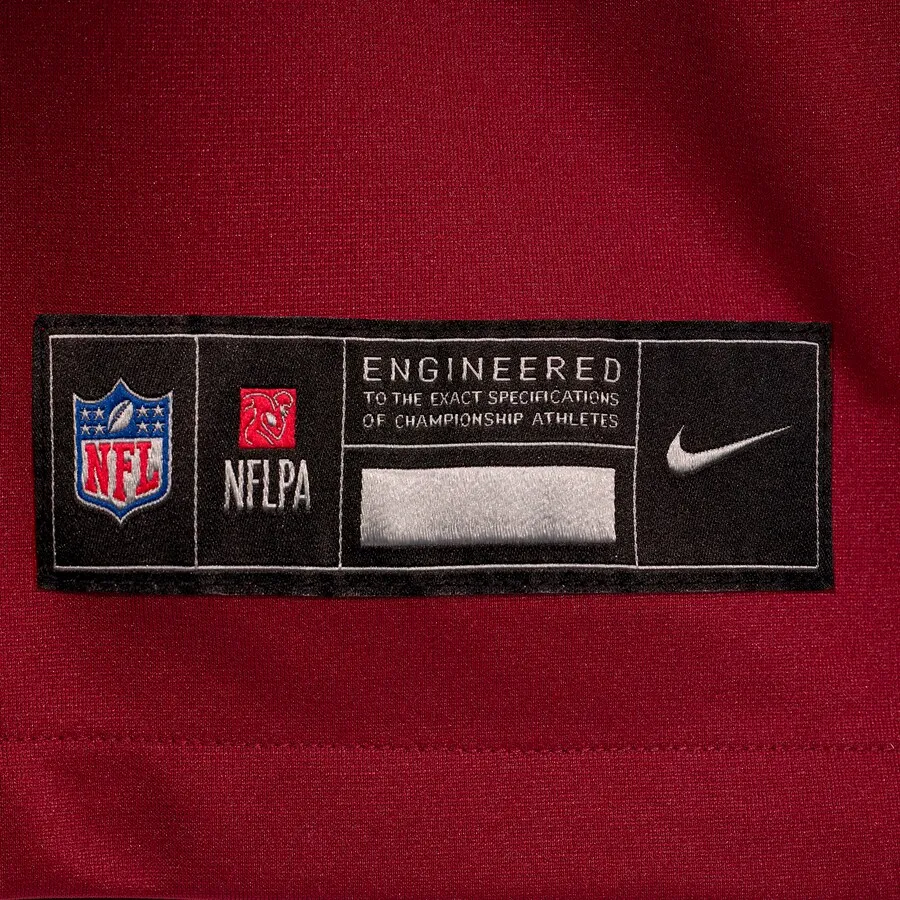 NFL
NFLPA
ENGINEERED
TO THE EXACT SPECIFICATIONS
OF CHAMPIONSHIP ATHLETES